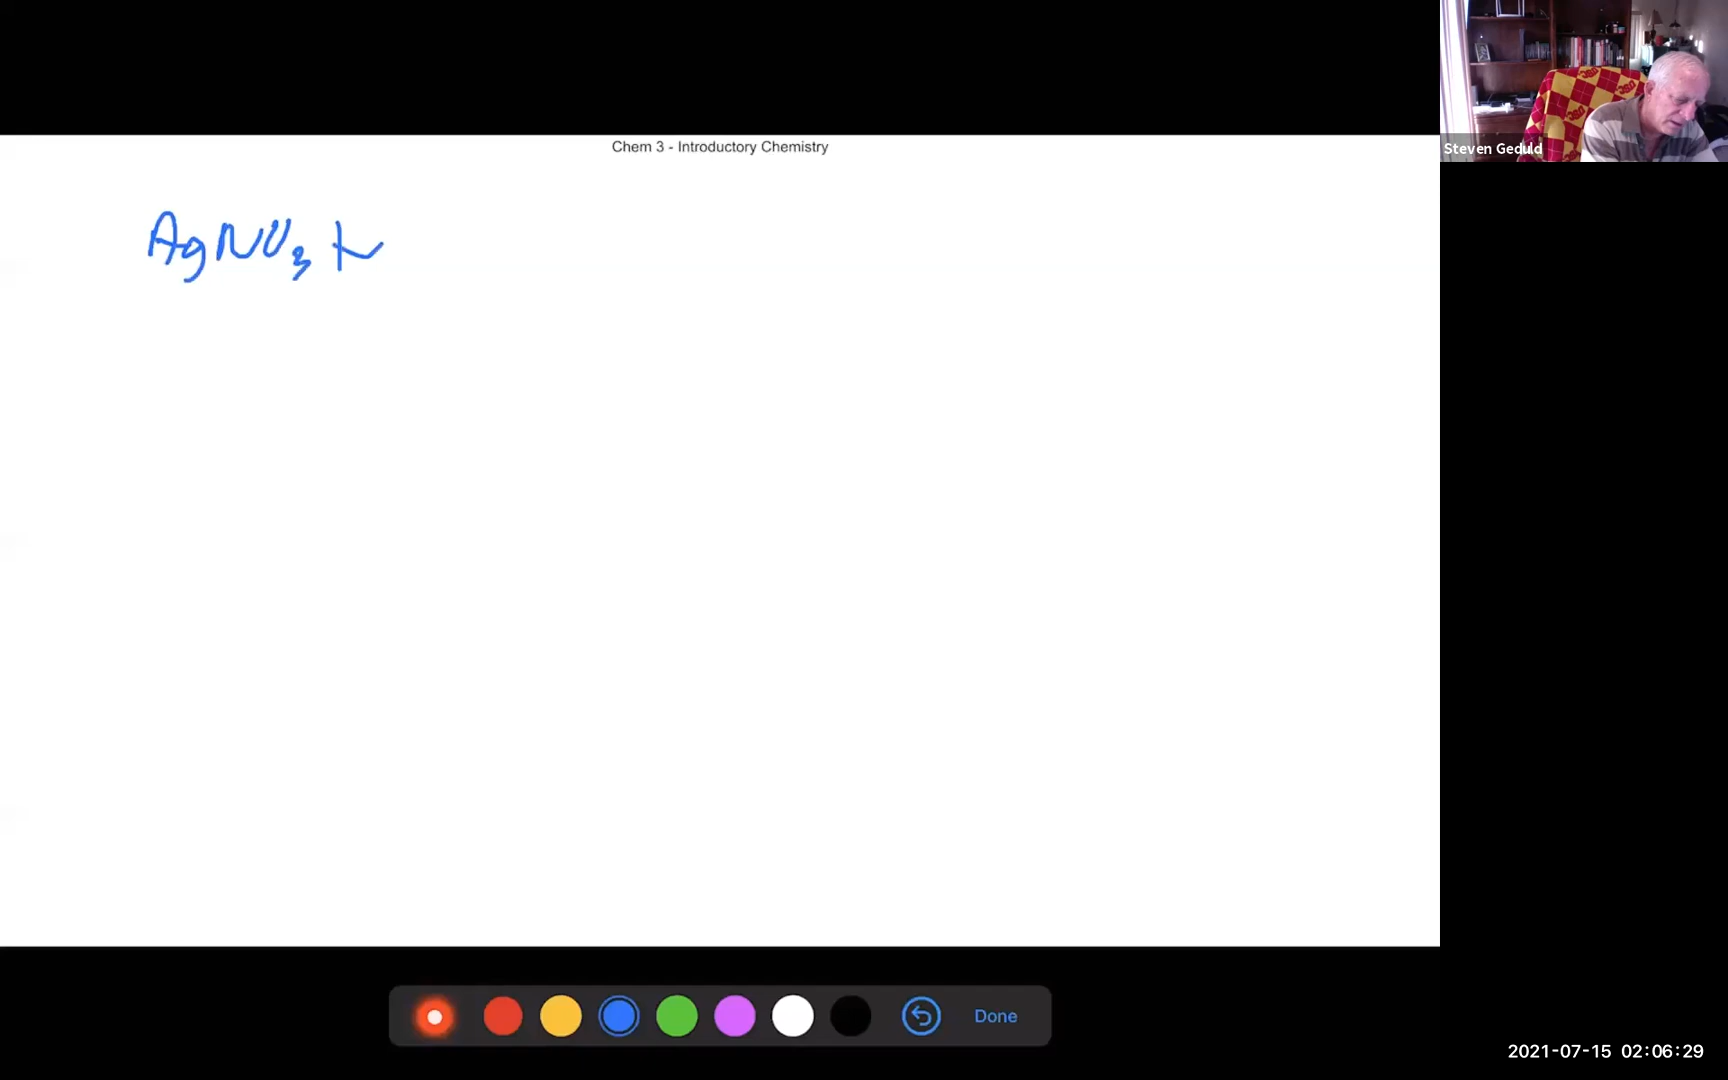 Chem 3 - Introductory Chemistry
Steven Geduld
AgNO₃ +
Done
2021-07-15 02:06:29